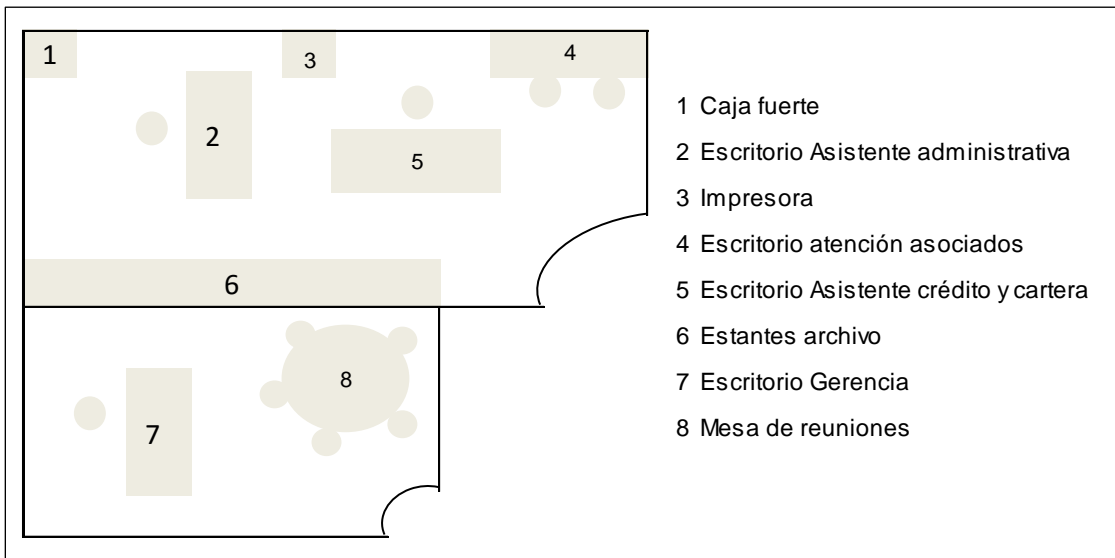 1
2
3
4
5
6
7
8
1 Caja fuerte
2 Escritorio Asistente administrativa
3 Impresora
4 Escritorio atención asociados
5 Escritorio Asistente crédito y cartera
6 Estantes archivo
7 Escritorio Gerencia
8 Mesa de reuniones